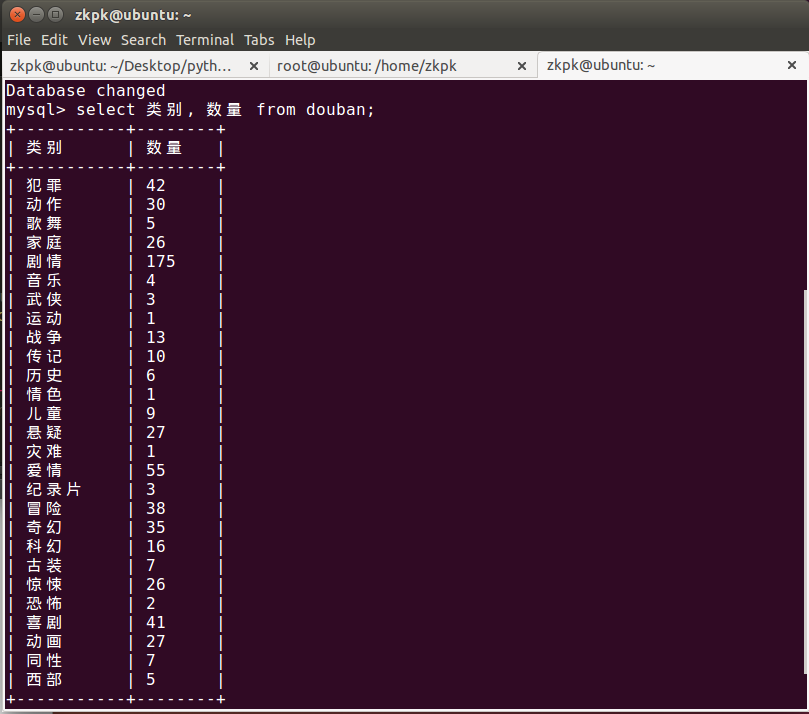 zkpk@ubuntu: ~
File Edit View Search Terminal Tabs Help
zkpk@ubuntu: ~/Desktop/pyth... × root@ubuntu: /home/zkpk × zkpk@ubuntu: ~ ×
Database changed
mysql> select 类别, 数量 from douban;
+-----------+--------+
| 类别 | 数量 |
+-----------+--------+
| 犯罪 | 42 |
| 动作 | 30 |
| 歌舞 | 5 |
| 家庭 | 26 |
| 剧情 | 175 |
| 音乐 | 4 |
| 武侠 | 3 |
| 运动 | 1 |
| 战争 | 13 |
| 传记 | 10 |
| 历史 | 6 |
| 情色 | 1 |
| 儿童 | 9 |
| 悬疑 | 27 |
| 灾难 | 1 |
| 爱情 | 55 |
| 纪录片 | 3 |
| 冒险 | 38 |
| 奇幻 | 35 |
| 科幻 | 16 |
| 古装 | 7 |
| 惊悚 | 26 |
| 恐怖 | 2 |
| 喜剧 | 41 |
| 动画 | 27 |
| 同性 | 7 |
| 西部 | 5 |
+-----------+--------+